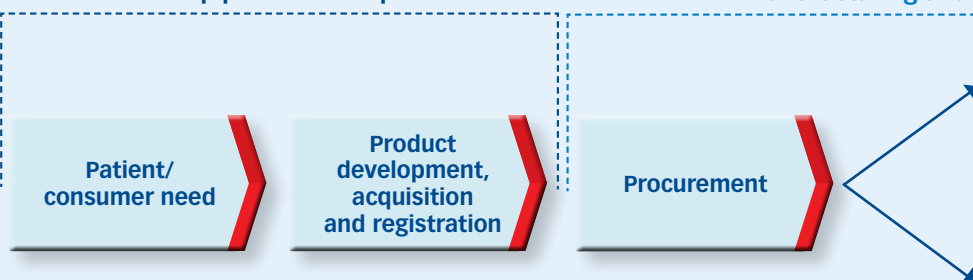 Patient/
consumer need
Product
development,
acquisition
and registration
Procurement